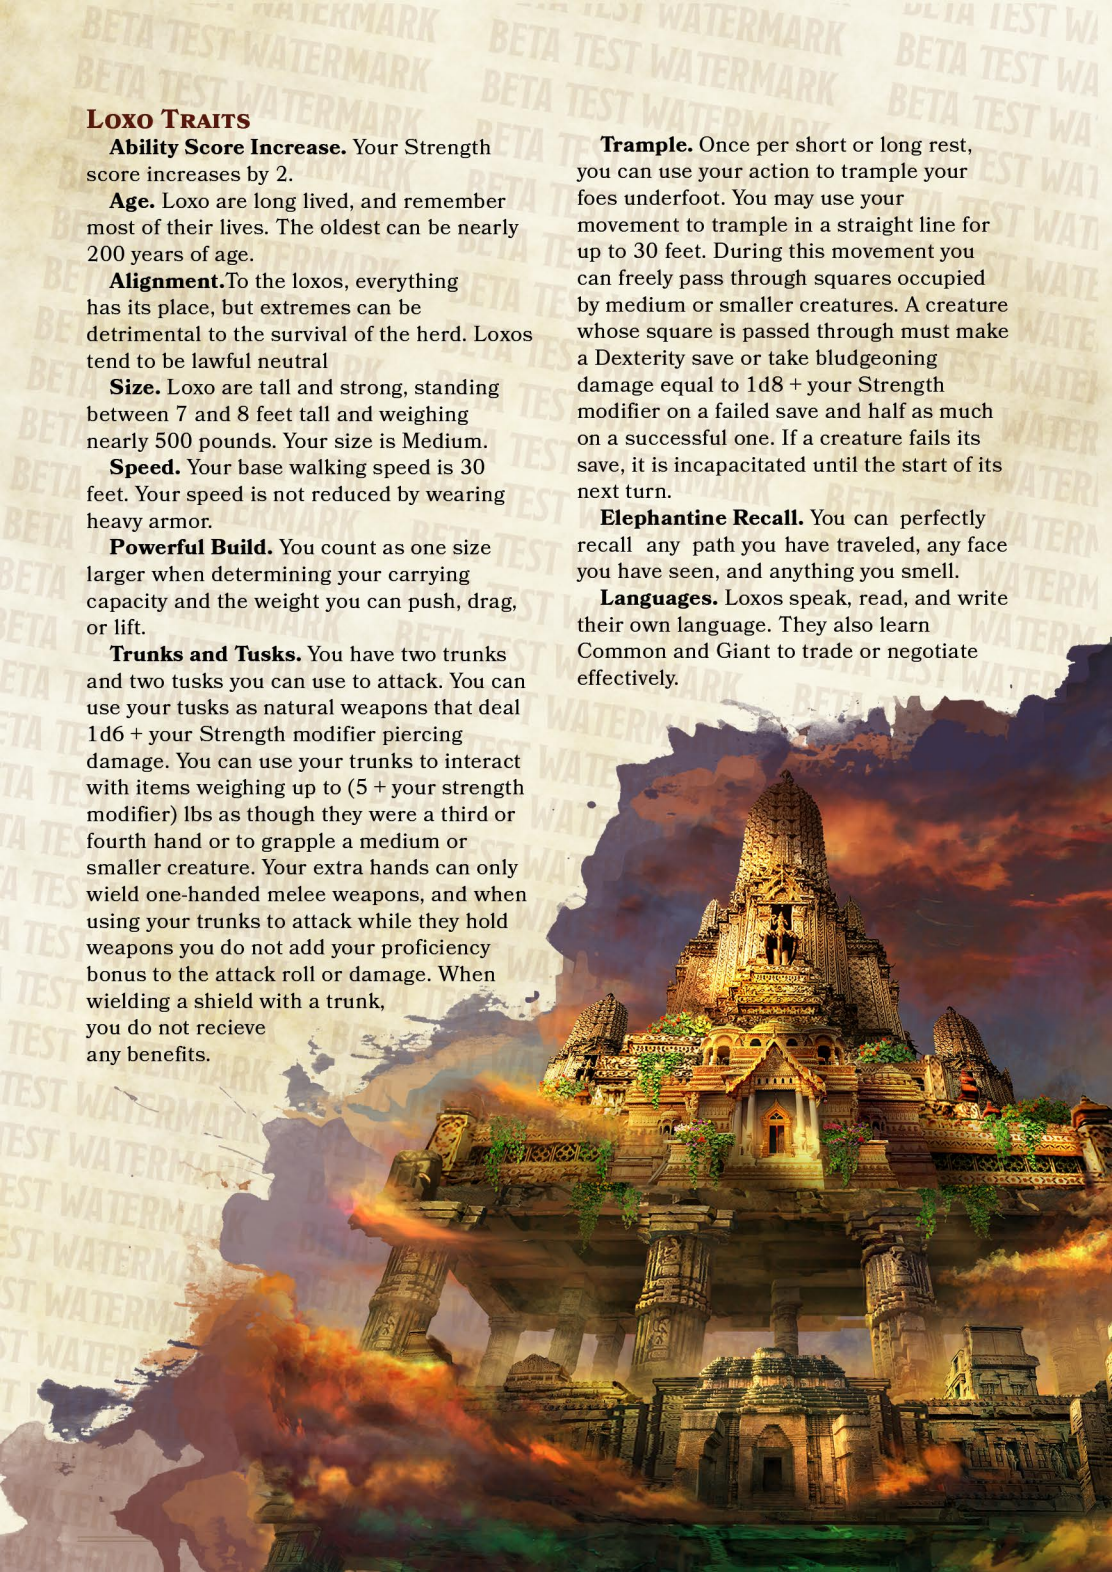 BETA TEST WATERMARK
LOXO TRAITS
Ability Score Increase. Your Strength
score increases by 2.
Age. Loxo are long lived, and remember
most of their lives. The oldest can be nearly
200 years of age.
Alignment.To the loxos, everything
has its place, but extremes can be
detrimental to the survival of the herd. Loxos
tend to be lawful neutral
Size. Loxo are tall and strong, standing
between 7 and 8 feet tall and weighing
nearly 500 pounds. Your size is Medium.
Speed. Your base walking speed is 30
feet. Your speed is not reduced by wearing
heavy armor.
Powerful Build. You count as one size
larger when determining your carrying
capacity and the weight you can push, drag,
or lift.
Trunks and Tusks. You have two trunks
and two tusks you can use to attack. You can
use your tusks as natural weapons that deal
1d6 + your Strength modifier piercing
damage. You can use your trunks to interact
with items weighing up to (5 + your strength
modifier) lbs as though they were a third or
fourth hand or to grapple a medium or
smaller creature. Your extra hands can only
wield one-handed melee weapons, and when
using your trunks to attack while they hold
weapons you do not add your proficiency
bonus to the attack roll or damage. When
wielding a shield with a trunk,
you do not recieve
any benefits.
Trample. Once per short or long rest,
you can use your action to trample your
foes underfoot. You may use your
movement to trample in a straight line for
up to 30 feet. During this movement you
can freely pass through squares occupied
by medium or smaller creatures. A creature
whose square is passed through must make
a Dexterity save or take bludgeoning
damage equal to 1d8 + your Strength
modifier on a failed save and half as much
on a successful one. If a creature fails its
save, it is incapacitated until the start of its
next turn.
Elephantine Recall. You can perfectly
recall any path you have traveled, any face
you have seen, and anything you smell.
Languages. Loxos speak, read, and write
their own language. They also learn
Common and Giant to trade or negotiate
effectively.